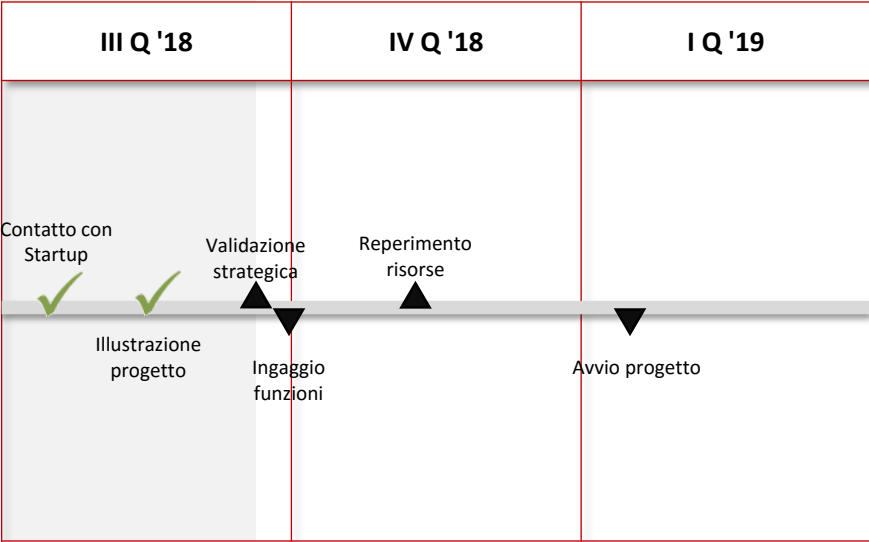 III Q '18
IV Q '18
I Q '19
Contatto con
Startup
Validazione
strategica
Reperimento
risorse
Illustrazione
progetto
Ingaggio
funzioni
Avvio progetto